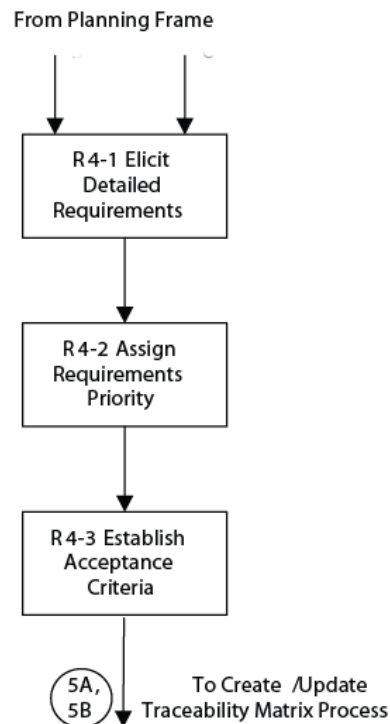 From Planning Frame
R4-1 Elicit
Detailed
Requirements
R4-2 Assign
Requirements
Priority
R4-3 Establish
Acceptance
Criteria
5A,
5B
To Create /Update
Traceability Matrix Process